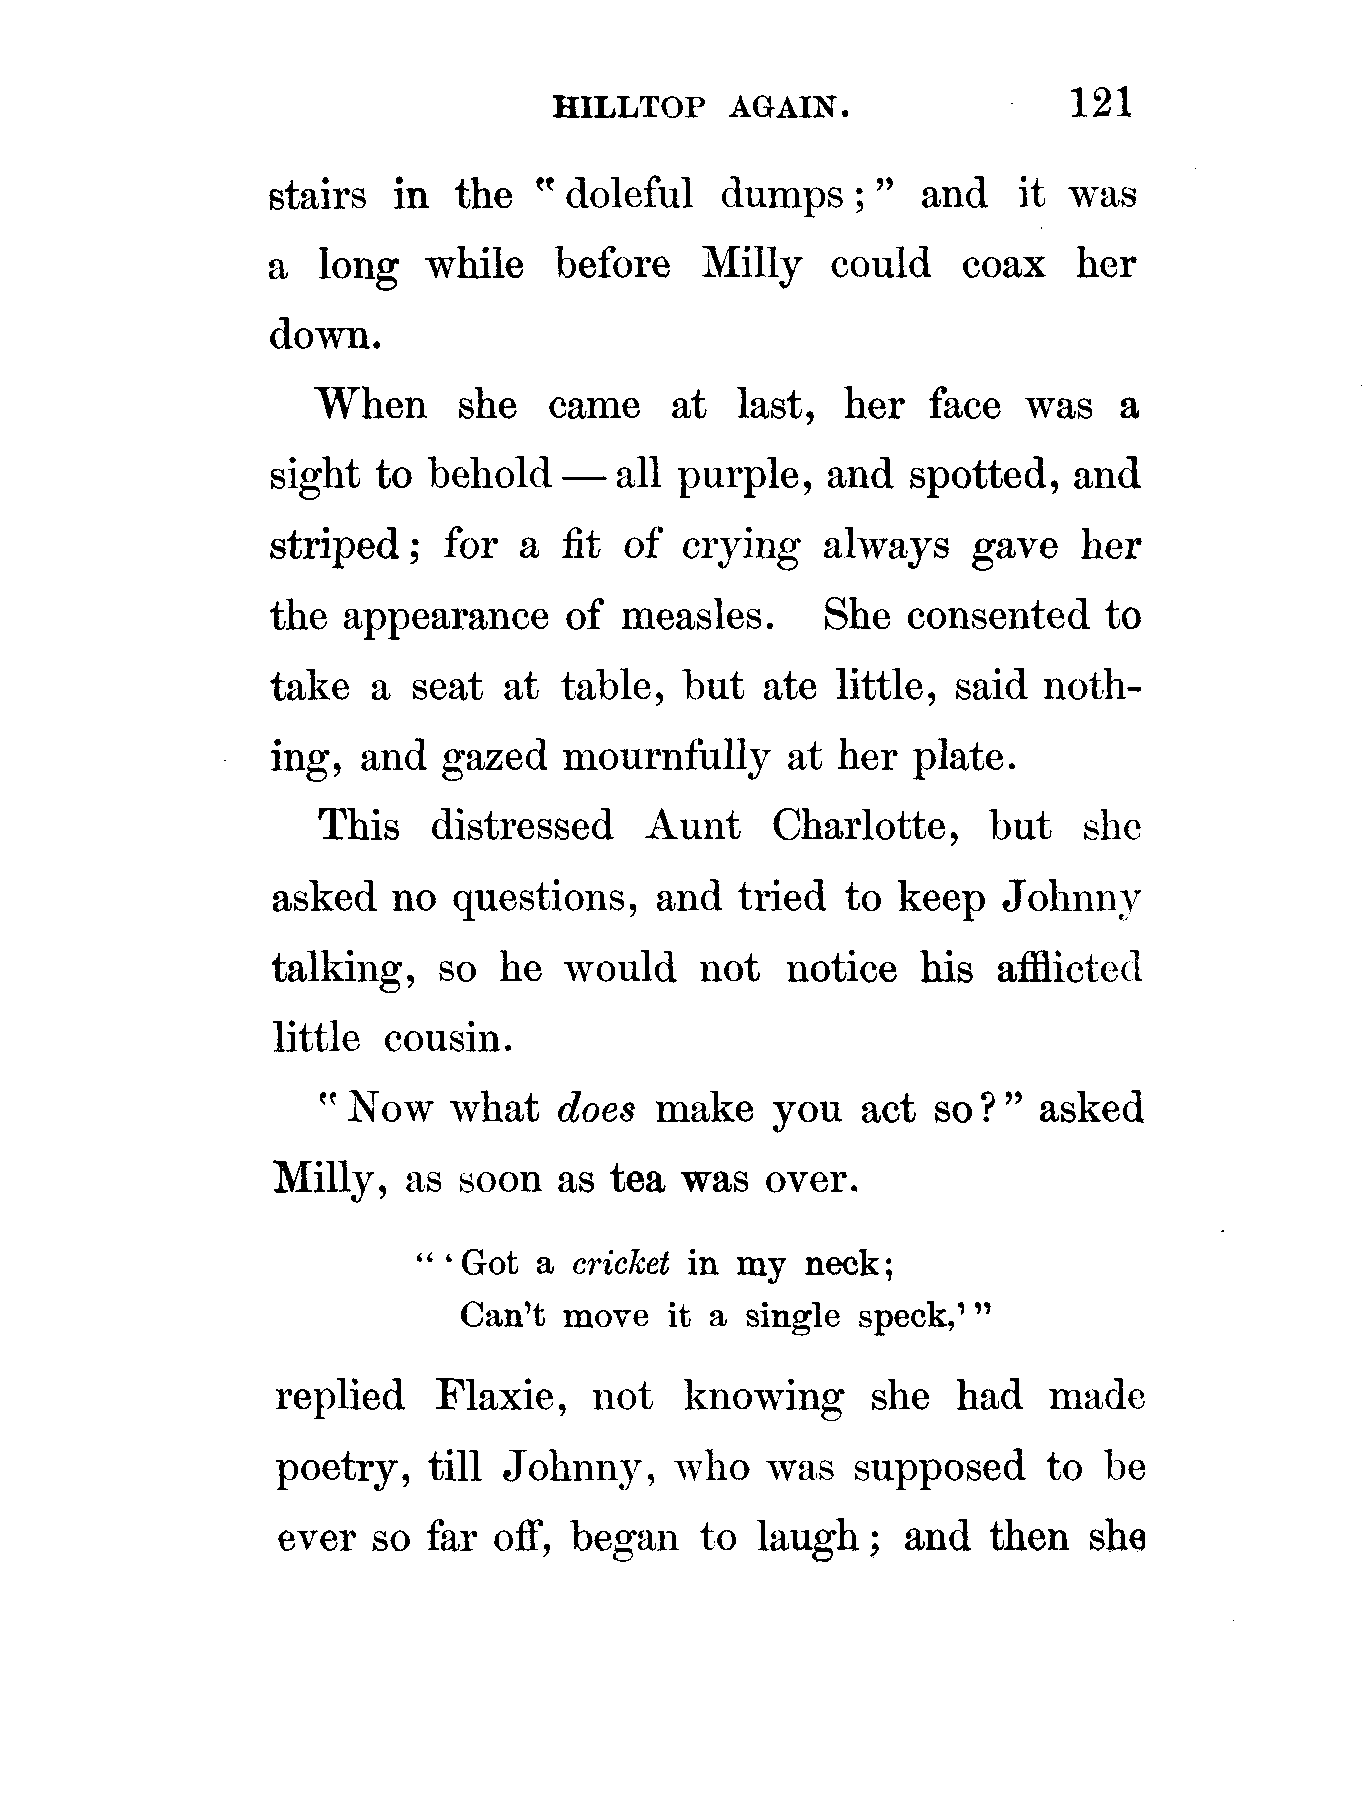 HILLTOP AGAIN. 121
stairs in the "doleful dumps;" and it was
a long while before Milly could coax her
down.
When she came at last, her face was a
sight to behold — all purple, and spotted, and
striped; for a fit of crying always gave her
the appearance of measles. She consented to
take a seat at table, but ate little, said noth-
ing, and gazed mournfully at her plate.
This distressed Aunt Charlotte, but she
asked no questions, and tried to keep Johnny
talking, so he would not notice his afflicted
little cousin.
"Now what does make you act so?" asked
Milly, as soon as tea was over.
"'Got a cricket in my neck;
Can't move it a single speck,'"
replied Flaxie, not knowing she had made
poetry, till Johnny, who was supposed to be
ever so far off, began to laugh; and then she